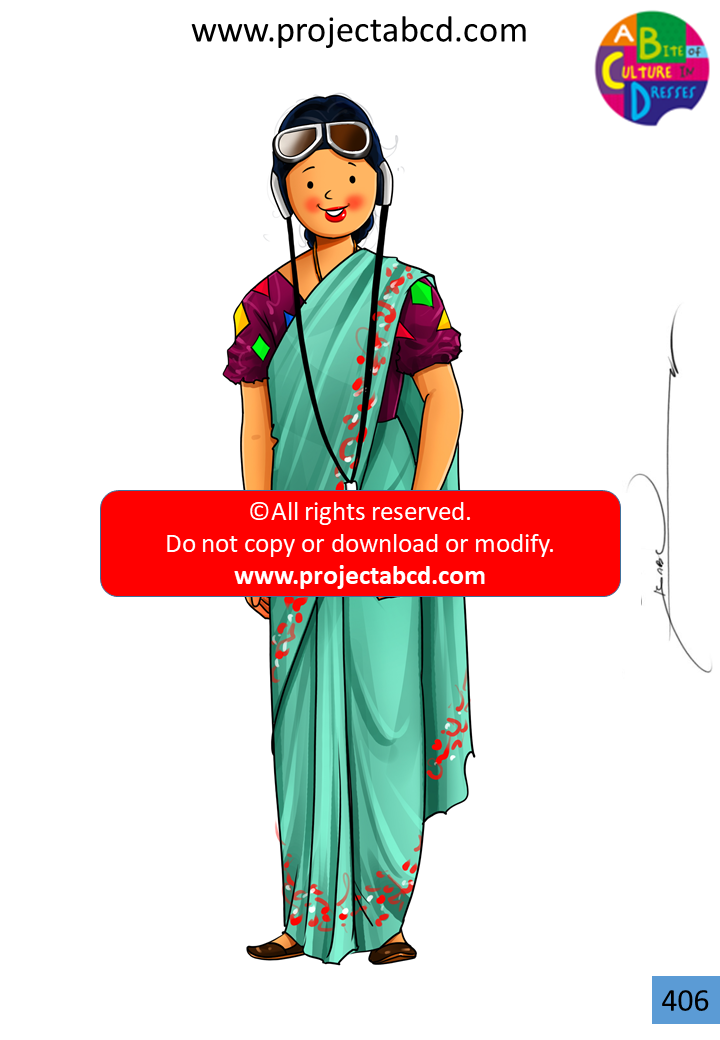 www.projectabcd.com
A BITE OF
CULTURE IN
DRESSES
©All rights reserved.
Do not copy or download or modify.
www.projectabcd.com
406